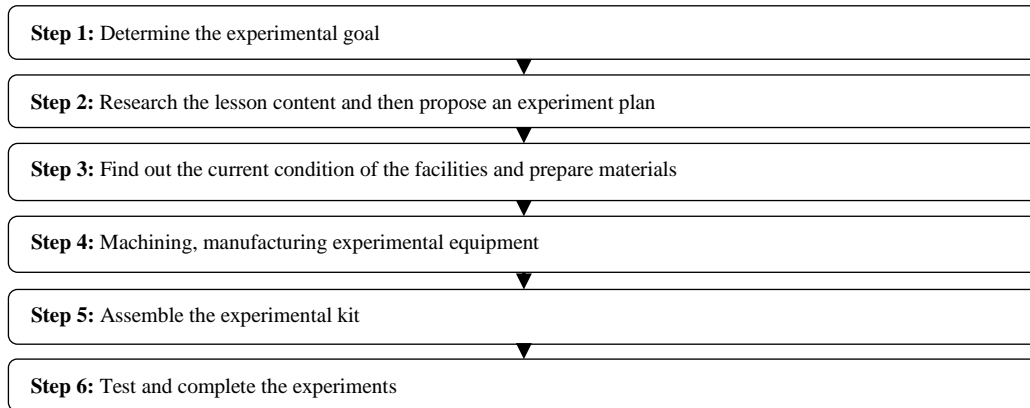 Step 1: Determine the experimental goal
Step 2: Research the lesson content and then propose an experiment plan
Step 3: Find out the current condition of the facilities and prepare materials
Step 4: Machining, manufacturing experimental equipment
Step 5: Assemble the experimental kit
Step 6: Test and complete the experiments